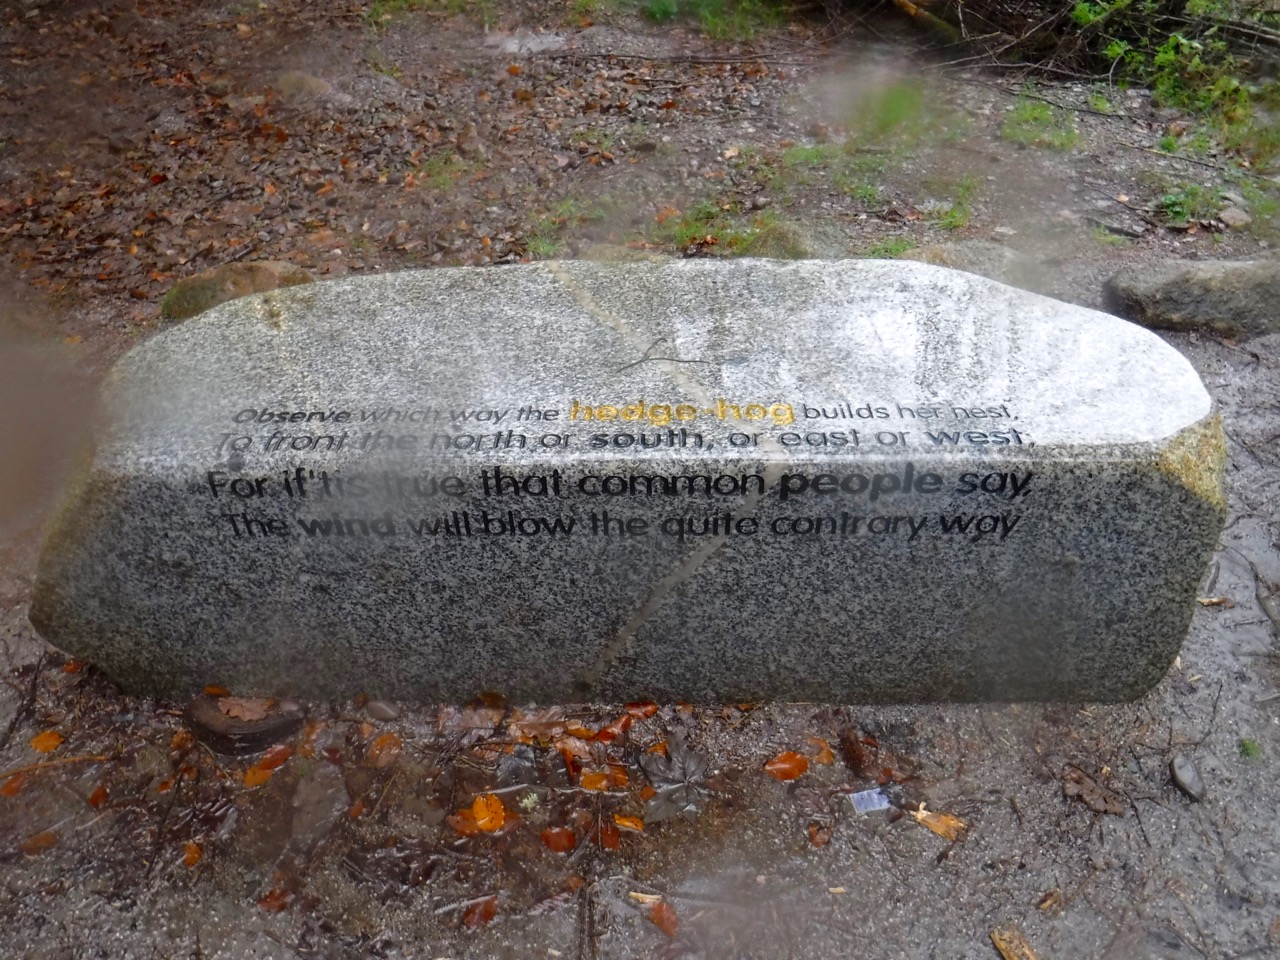 Observe which way the hedge-hog builds her nest,
To front the north or south, or east or west,
For if 'tis true that common people say,
The wind will blow the quite contrary way